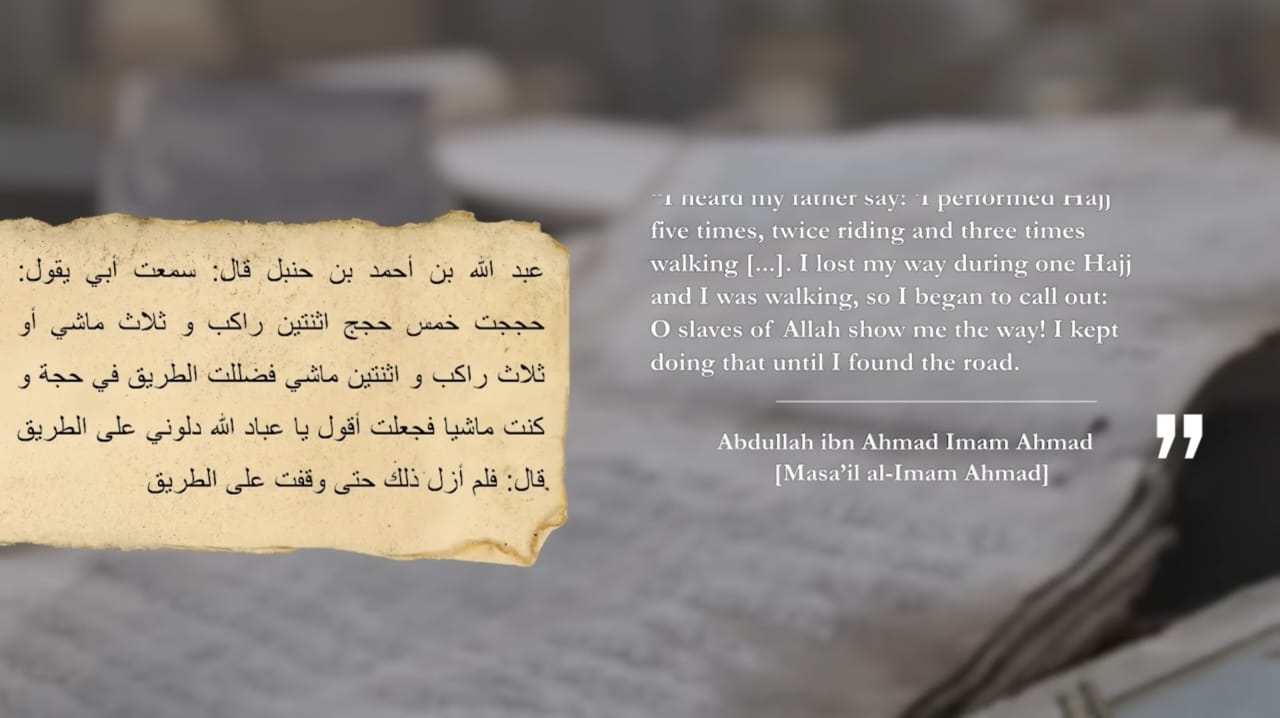 عبد الله بن أحمد بن حنبل قال: سمعت أبي يقول:
حججت خمس حجج اثنتين راكب و ثلاث ماشي أو
ثلاث راكب و اثنتين ماشي فضللت الطريق في حجة و
كنت ماشيا فجعلت أقول يا عباد الله دلوني على الطريق
قال: فلم أزل ذلك حتى وقفت على الطريق
"I heard my father say: 'I performed Hajj
five times, twice riding and three times
walking [...]. I lost my way during one Hajj
and I was walking, so I began to call out:
O slaves of Allah show me the way! I kept
doing that until I found the road.
Abdullah ibn Ahmad Imam Ahmad
[Masa’il al-Imam Ahmad]
”